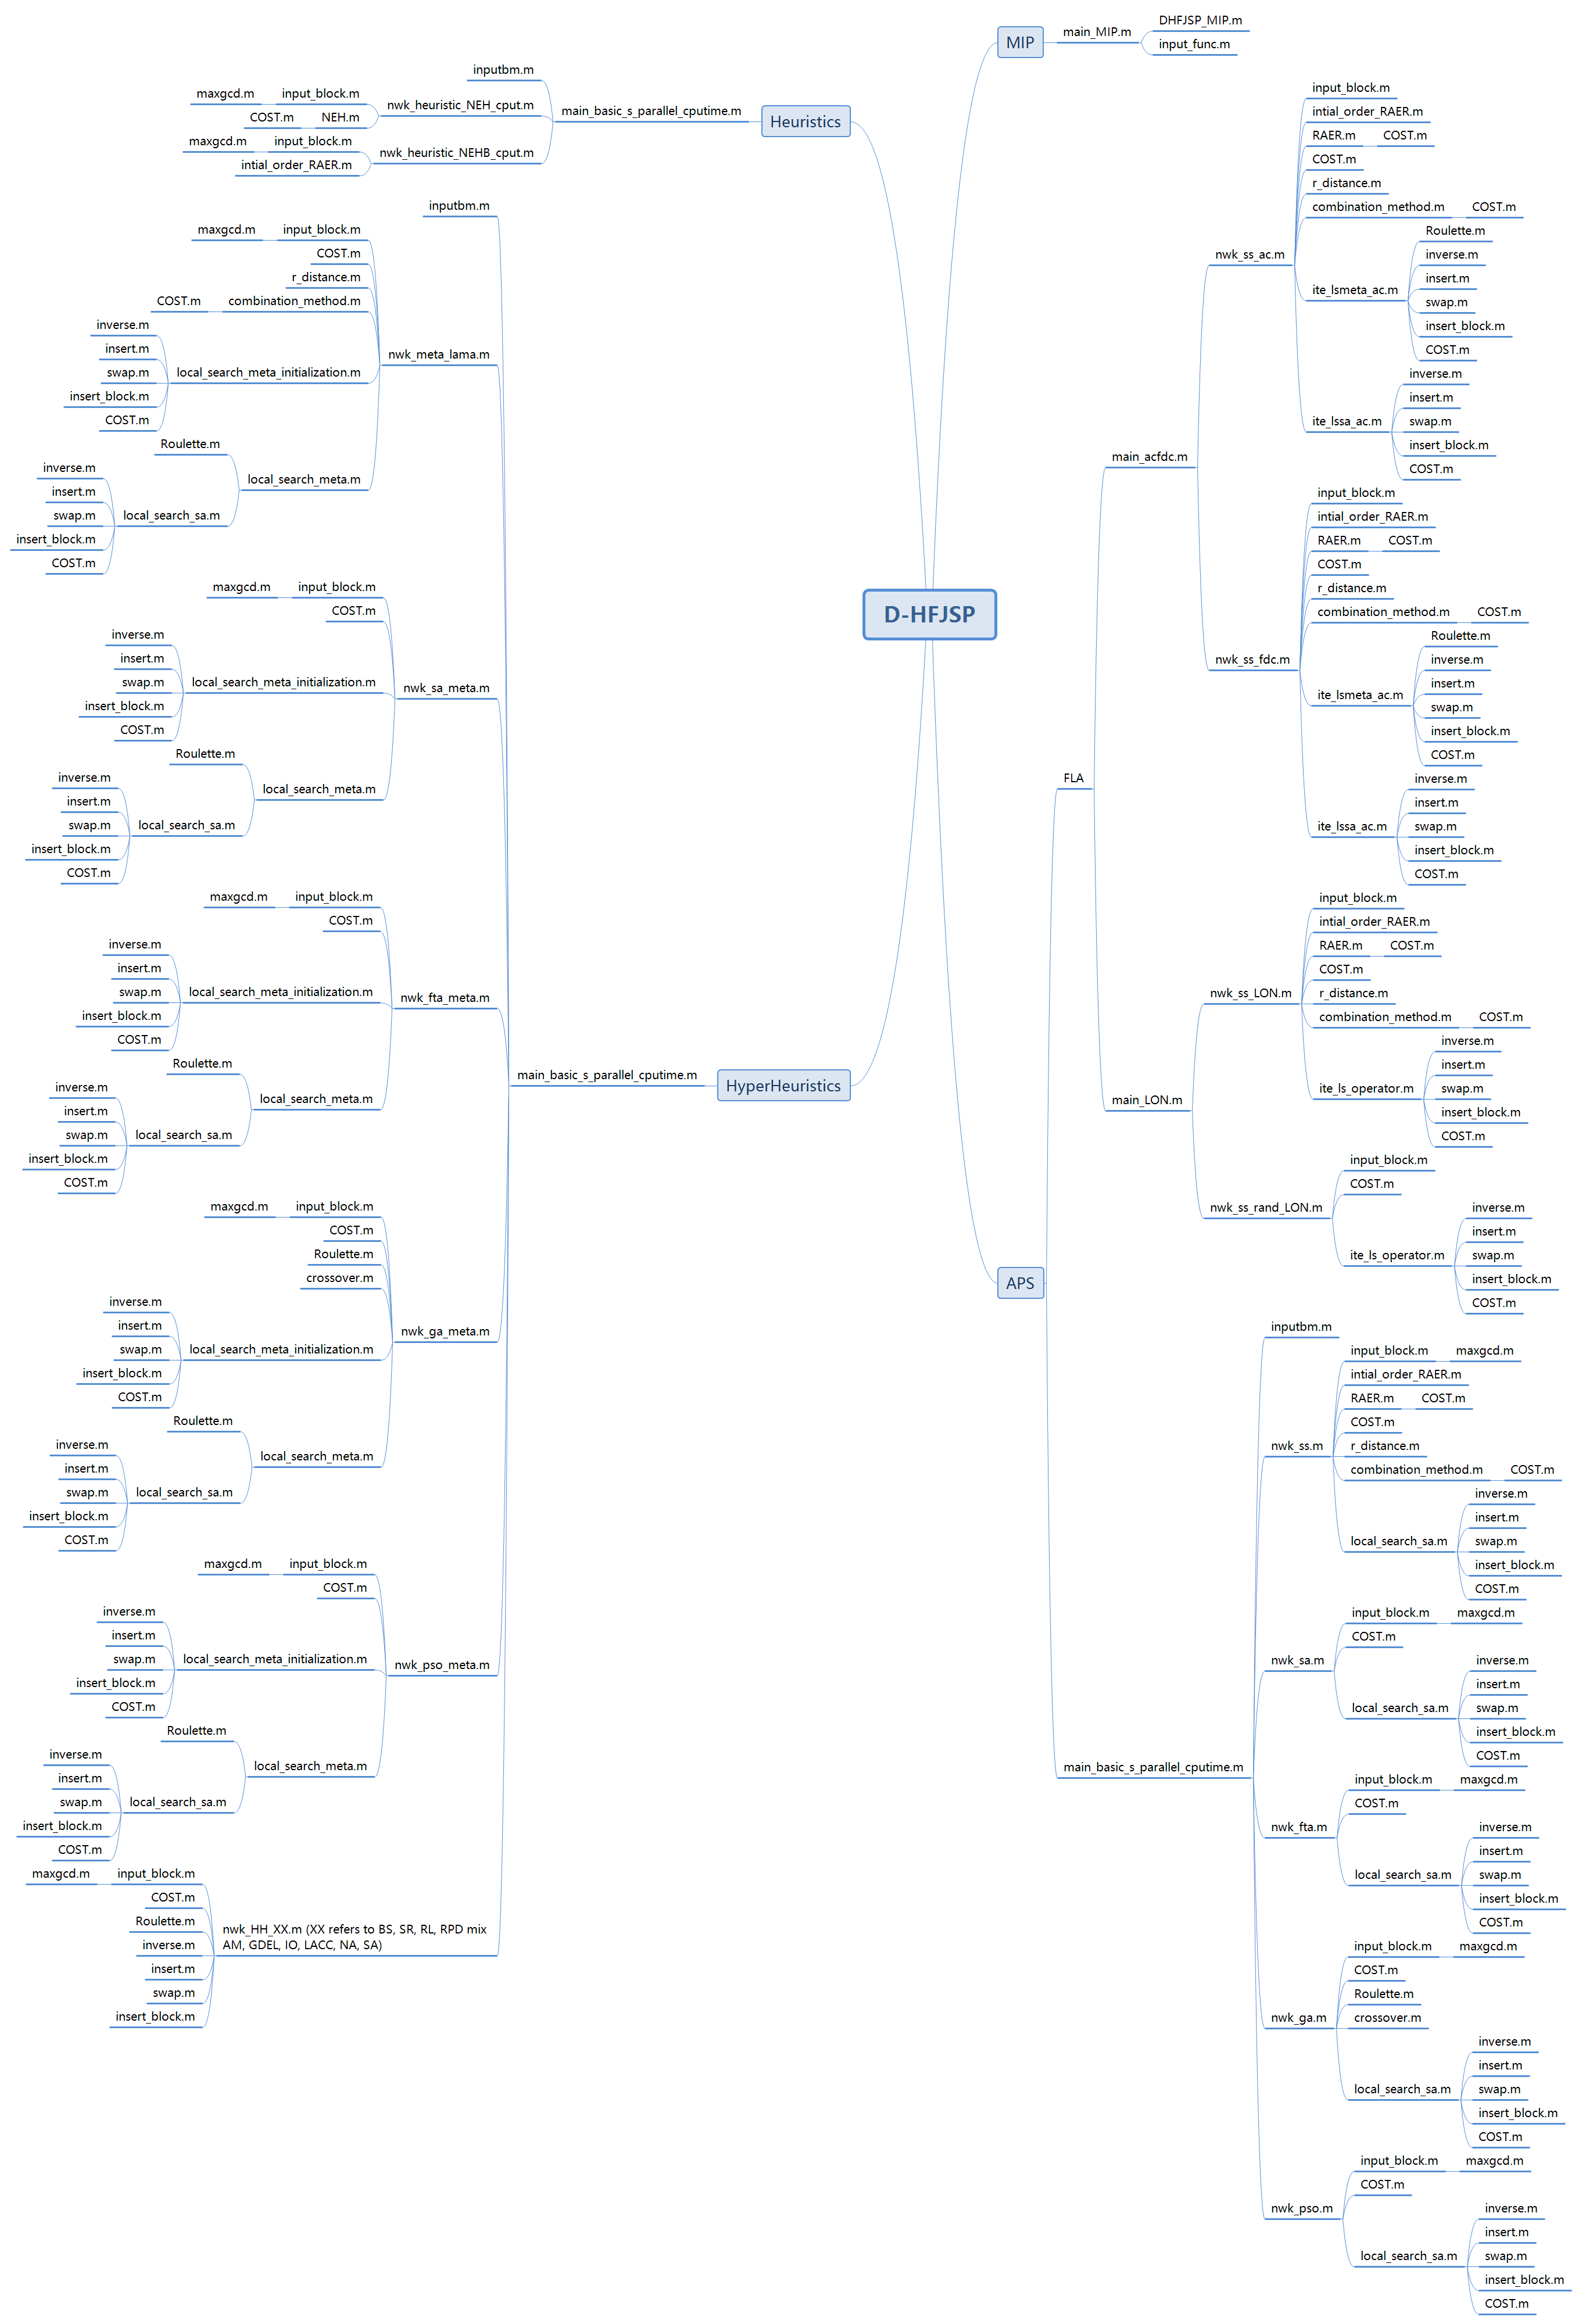 D-HFJSP
MIP
main_MIP.m
DHFJSP_MIP.m
input_func.m
Heuristics
main_basic_s_parallel_cputime.m
inputbm.m
nwk_heuristic_NEH_cput.m
input_block.m
maxgcd.m
NEH.m
COST.m
nwk_heuristic_NEHB_cput.m
input_block.m
maxgcd.m
intial_order_RAER.m
HyperHeuristics
main_basic_s_parallel_cputime.m
inputbm.m
nwk_meta_lama.m
input_block.m
maxgcd.m
COST.m
r_distance.m
combination_method.m
COST.m
local_search_meta_initialization.m
inverse.m
insert.m
swap.m
insert_block.m
COST.m
local_search_meta.m
Roulette.m
local_search_sa.m
inverse.m
insert.m
swap.m
insert_block.m
COST.m
nwk_sa_meta.m
input_block.m
maxgcd.m
COST.m
local_search_meta_initialization.m
inverse.m
insert.m
swap.m
insert_block.m
COST.m
local_search_meta.m
Roulette.m
local_search_sa.m
inverse.m
insert.m
swap.m
insert_block.m
COST.m
nwk_fta_meta.m
input_block.m
maxgcd.m
COST.m
local_search_meta_initialization.m
inverse.m
insert.m
swap.m
insert_block.m
COST.m
local_search_meta.m
Roulette.m
local_search_sa.m
inverse.m
insert.m
swap.m
insert_block.m
COST.m
nwk_ga_meta.m
input_block.m
maxgcd.m
COST.m
Roulette.m
crossover.m
local_search_meta_initialization.m
inverse.m
insert.m
swap.m
insert_block.m
COST.m
local_search_meta.m
Roulette.m
local_search_sa.m
inverse.m
insert.m
swap.m
insert_block.m
COST.m
nwk_pso_meta.m
input_block.m
maxgcd.m
COST.m
local_search_meta_initialization.m
inverse.m
insert.m
swap.m
insert_block.m
COST.m
local_search_meta.m
Roulette.m
local_search_sa.m
inverse.m
insert.m
swap.m
insert_block.m
COST.m
nwk_HH_XX.m (XX refers to BS, SR, RL, RPD mix
AM, GDEL, IO, LACC, NA, SA)
input_block.m
maxgcd.m
COST.m
Roulette.m
inverse.m
insert.m
swap.m
insert_block.m
APS
FLA
main_acfdc.m
nwk_ss_ac.m
input_block.m
intial_order_RAER.m
RAER.m
COST.m
COST.m
r_distance.m
combination_method.m
COST.m
ite_lsmeta_ac.m
Roulette.m
inverse.m
insert.m
swap.m
insert_block.m
COST.m
ite_lssa_ac.m
inverse.m
insert.m
swap.m
insert_block.m
COST.m
nwk_ss_fdc.m
input_block.m
intial_order_RAER.m
RAER.m
COST.m
COST.m
r_distance.m
combination_method.m
COST.m
ite_lsmeta_ac.m
Roulette.m
inverse.m
insert.m
swap.m
insert_block.m
COST.m
ite_lssa_ac.m
inverse.m
insert.m
swap.m
insert_block.m
COST.m
main_LON.m
nwk_ss_LON.m
input_block.m
intial_order_RAER.m
RAER.m
COST.m
COST.m
r_distance.m
combination_method.m
COST.m
ite_ls_operator.m
inverse.m
insert.m
swap.m
insert_block.m
COST.m
nwk_ss_rand_LON.m
input_block.m
COST.m
ite_ls_operator.m
inverse.m
insert.m
swap.m
insert_block.m
COST.m
main_basic_s_parallel_cputime.m
inputbm.m
nwk_ss.m
input_block.m
maxgcd.m
intial_order_RAER.m
RAER.m
COST.m
COST.m
r_distance.m
combination_method.m
COST.m
local_search_sa.m
inverse.m
insert.m
swap.m
insert_block.m
COST.m
nwk_sa.m
input_block.m
maxgcd.m
COST.m
local_search_sa.m
inverse.m
insert.m
swap.m
insert_block.m
COST.m
nwk_fta.m
input_block.m
maxgcd.m
COST.m
local_search_sa.m
inverse.m
insert.m
swap.m
insert_block.m
COST.m
nwk_ga.m
input_block.m
maxgcd.m
COST.m
Roulette.m
crossover.m
local_search_sa.m
inverse.m
insert.m
swap.m
insert_block.m
COST.m
nwk_pso.m
input_block.m
maxgcd.m
COST.m
local_search_sa.m
inverse.m
insert.m
swap.m
insert_block.m
COST.m